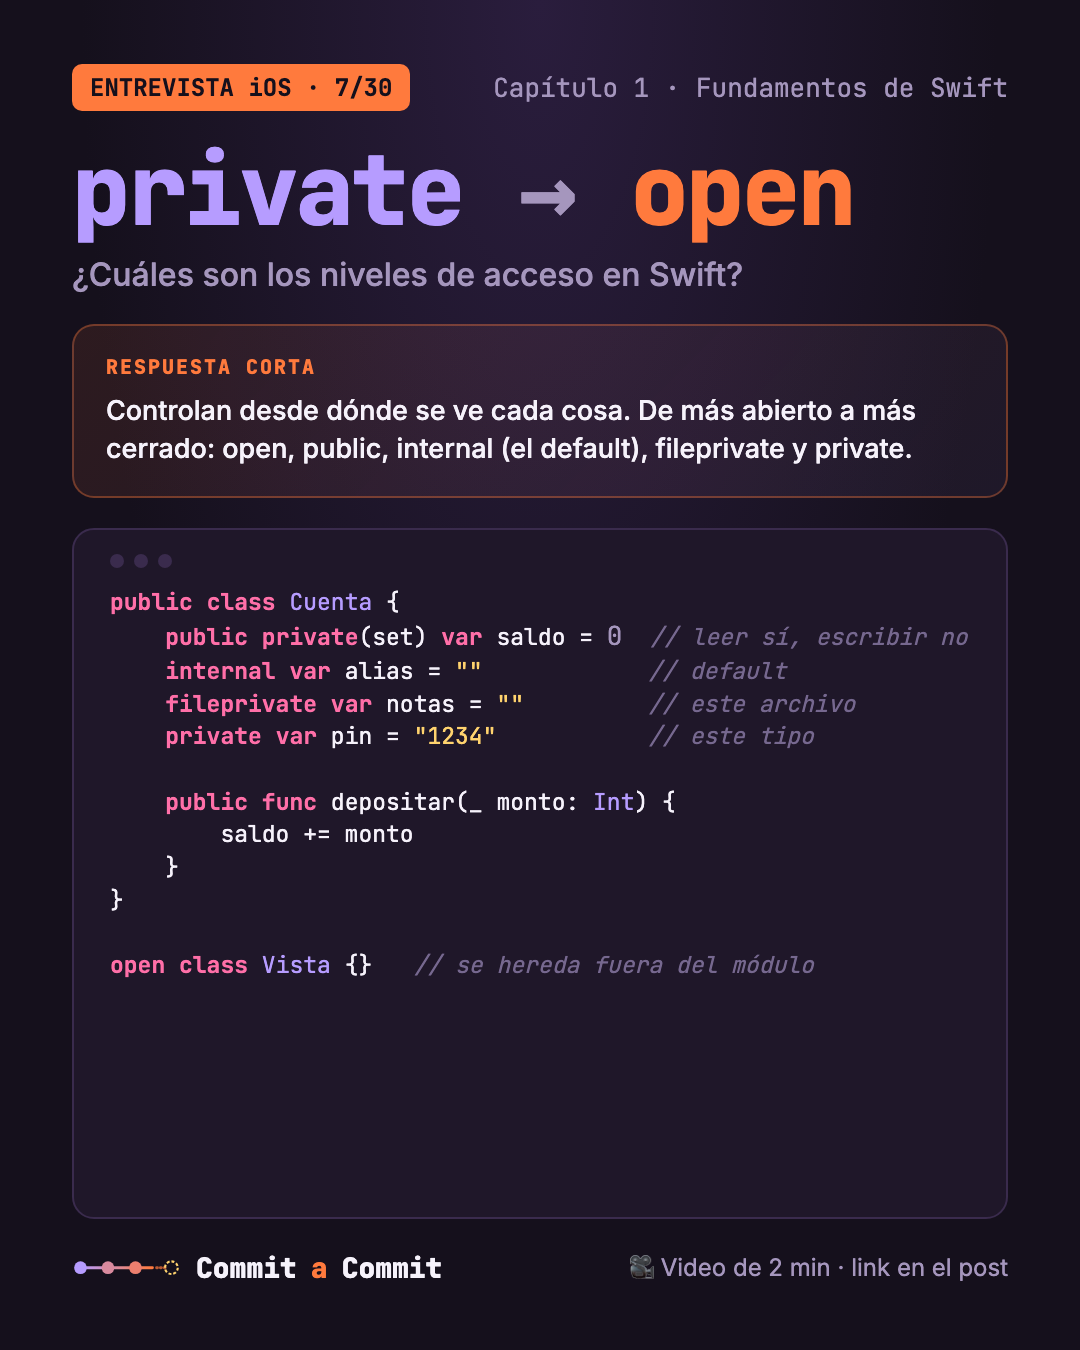 ENTREVISTA iOS · 7/30
Capítulo 1 · Fundamentos de Swift
private → open
¿Cuáles son los niveles de acceso en Swift?
RESPUESTA CORTA
Controlan desde dónde se ve cada cosa. De más abierto a más
cerrado: open, public, internal (el default), fileprivate y private.
public class Cuenta {
    public private(set) var saldo = 0  // leer sí, escribir no
    internal var alias = ""            // default
    fileprivate var notas = ""         // este archivo
    private var pin = "1234"           // este tipo
    public func depositar(_ monto: Int) {
        saldo += monto
    }
}
open class Vista {}   // se hereda fuera del módulo
Commit a Commit
Video de 2 min · link en el post